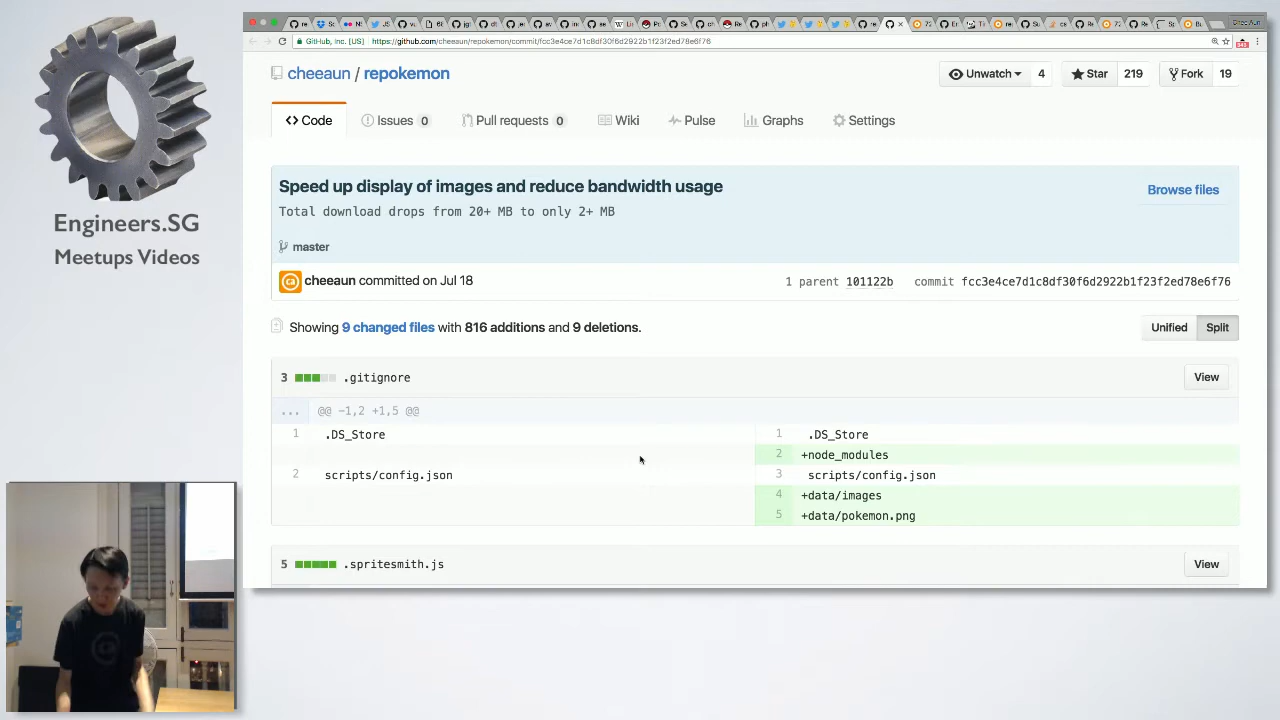 Engineers.SG
Meetups Videos
GitHub, Inc. [US] https://github.com/cheeaun/repokemon/commit/fcc3e4ce7d1c8df30f6d2922b1f23f2ed78e6f76
cheeaun / repokemon
Unwatch 4 Star 219 Fork 19
Code Issues 0 Pull requests 0 Wiki Pulse Graphs Settings
Speed up display of images and reduce bandwidth usage
Browse files
Total download drops from 20+ MB to only 2+ MB
master
cheeaun committed on Jul 18 1 parent 101122b commit fcc3e4ce7d1c8df30f6d2922b1f23f2ed78e6f76
Showing 9 changed files with 816 additions and 9 deletions. Unified Split
3 .gitignore View
... @@ -1,2 +1,5 @@
1 .DS_Store 1 .DS_Store
2 +node_modules
2 scripts/config.json 3 scripts/config.json
4 +data/images
5 +data/pokemon.png
5 .spritesmith.js View